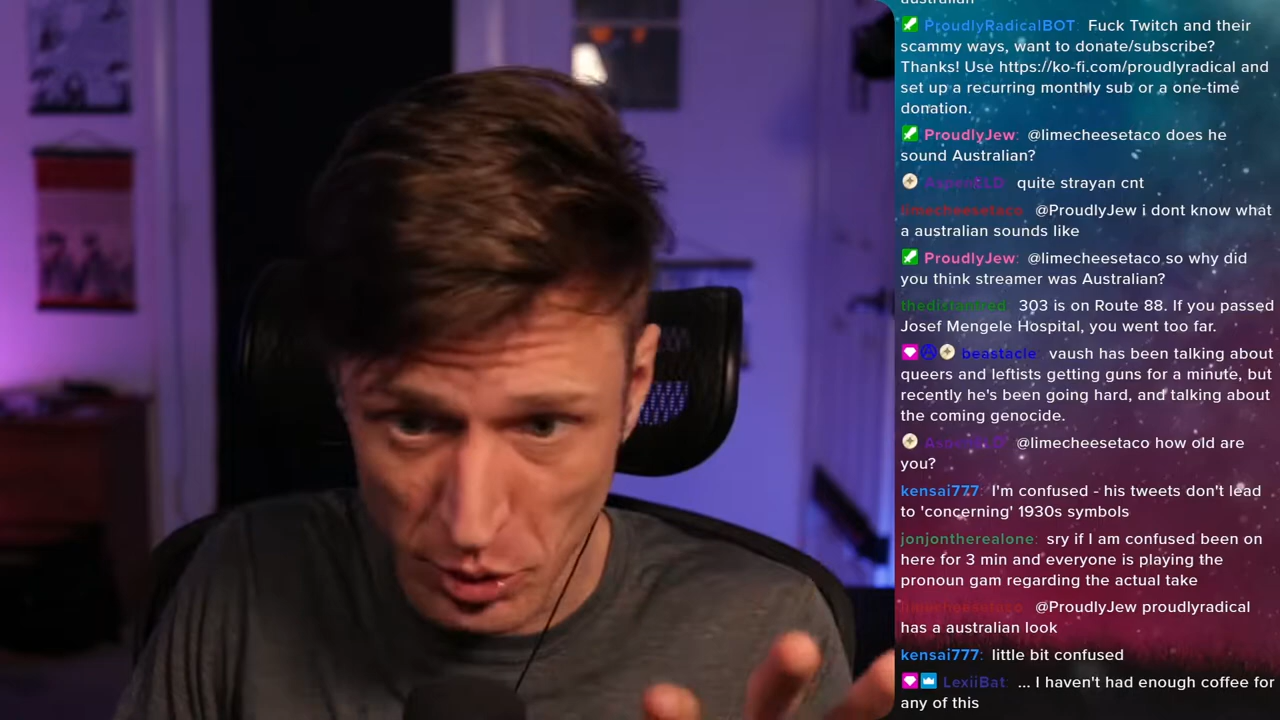 australian
ProudlyRadicalBOT: Fuck Twitch and their
scammy ways, want to donate/subscribe?
Thanks! Use https://ko-fi.com/proudlyradical and
set up a recurring monthly sub or a one-time
donation.
ProudlyJew: @limecheesetaco does he
sound Australian?
AspenELD: quite strayan cnt
limecheesetaco: @ProudlyJew i dont know what
a australian sounds like
ProudlyJew: @limecheesetaco so why did
you think streamer was Australian?
thedistantred: 303 is on Route 88. If you passed
Josef Mengele Hospital, you went too far.
beastacle: vaush has been talking about
queers and leftists getting guns for a minute, but
recently he's been going hard, and talking about
the coming genocide.
AspenELD: @limecheesetaco how old are
you?
kensai777: I'm confused - his tweets don't lead
to 'concerning' 1930s symbols
jonjontherealone: sry if I am confused been on
here for 3 min and everyone is playing the
pronoun gam regarding the actual take
limecheesetaco: @ProudlyJew proudlyradical
has a australian look
kensai777: little bit confused
LexiiBat: ... I haven't had enough coffee for
any of this